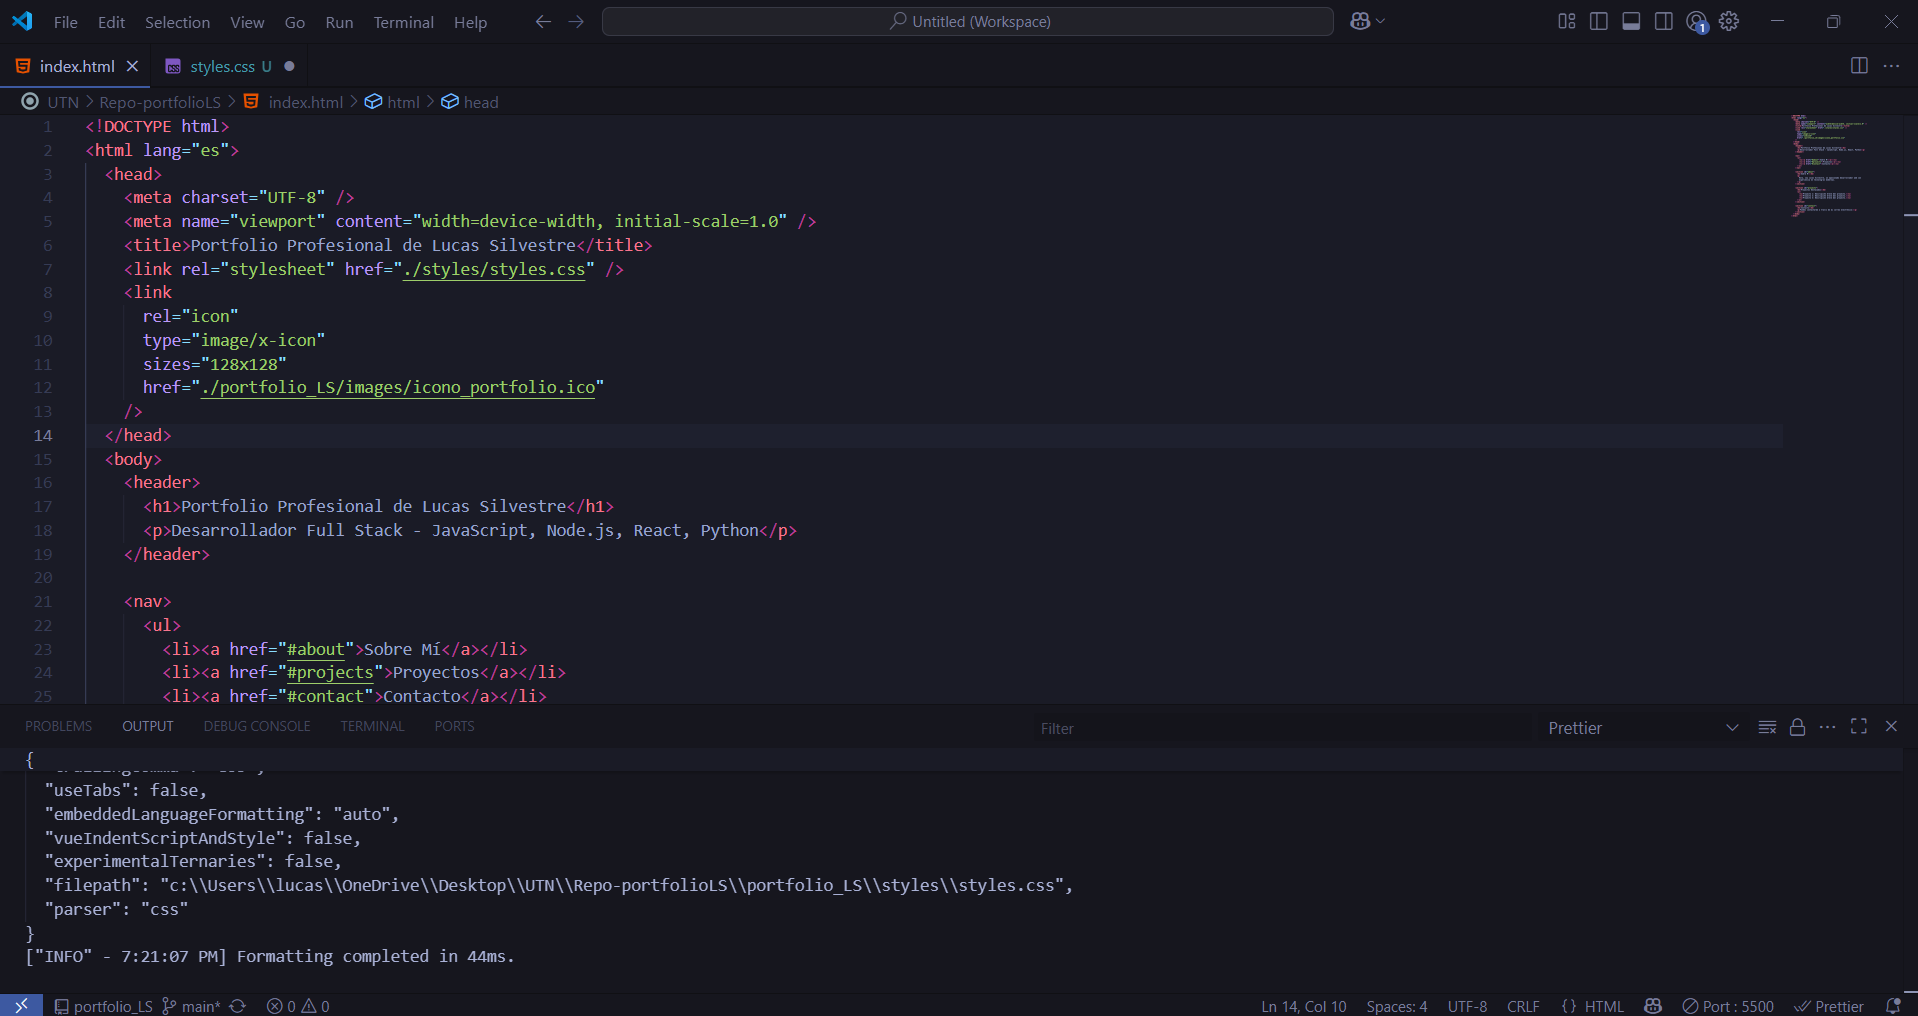 File Edit Selection View Go Run Terminal Help Untitled (Workspace) 1
index.html styles.css U
UTN > Repo-portfolioLS > index.html > html > head
1 <!DOCTYPE html>
2 <html lang="es">
3 <head>
4 <meta charset="UTF-8" />
5 <meta name="viewport" content="width=device-width, initial-scale=1.0" />
6 <title>Portfolio Profesional de Lucas Silvestre</title>
7 <link rel="stylesheet" href="./styles/styles.css" />
8 <link
9 rel="icon"
10 type="image/x-icon"
11 sizes="128x128"
12 href="./portfolio_LS/images/icono_portfolio.ico"
13 />
14 </head>
15 <body>
16 <header>
17 <h1>Portfolio Profesional de Lucas Silvestre</h1>
18 <p>Desarrollador Full Stack - JavaScript, Node.js, React, Python</p>
19 </header>
20
21 <nav>
22 <ul>
23 <li><a href="#about">Sobre Mí</a></li>
24 <li><a href="#projects">Proyectos</a></li>
25 <li><a href="#contact">Contacto</a></li>
PROBLEMS OUTPUT DEBUG CONSOLE TERMINAL PORTS Filter Prettier
{
"useTabs": false,
"embeddedLanguageFormatting": "auto",
"vueIndentScriptAndStyle": false,
"experimentalTernaries": false,
"filepath": "c:\\Users\\lucas\\OneDrive\\Desktop\\UTN\\Repo-portfolioLS\\portfolio_LS\\styles\\styles.css",
"parser": "css"
}
["INFO" - 7:21:07 PM] Formatting completed in 44ms.
portfolio_LS main* 0 0 Ln 14, Col 10 Spaces: 4 UTF-8 CRLF {} HTML Port : 5500 Prettier